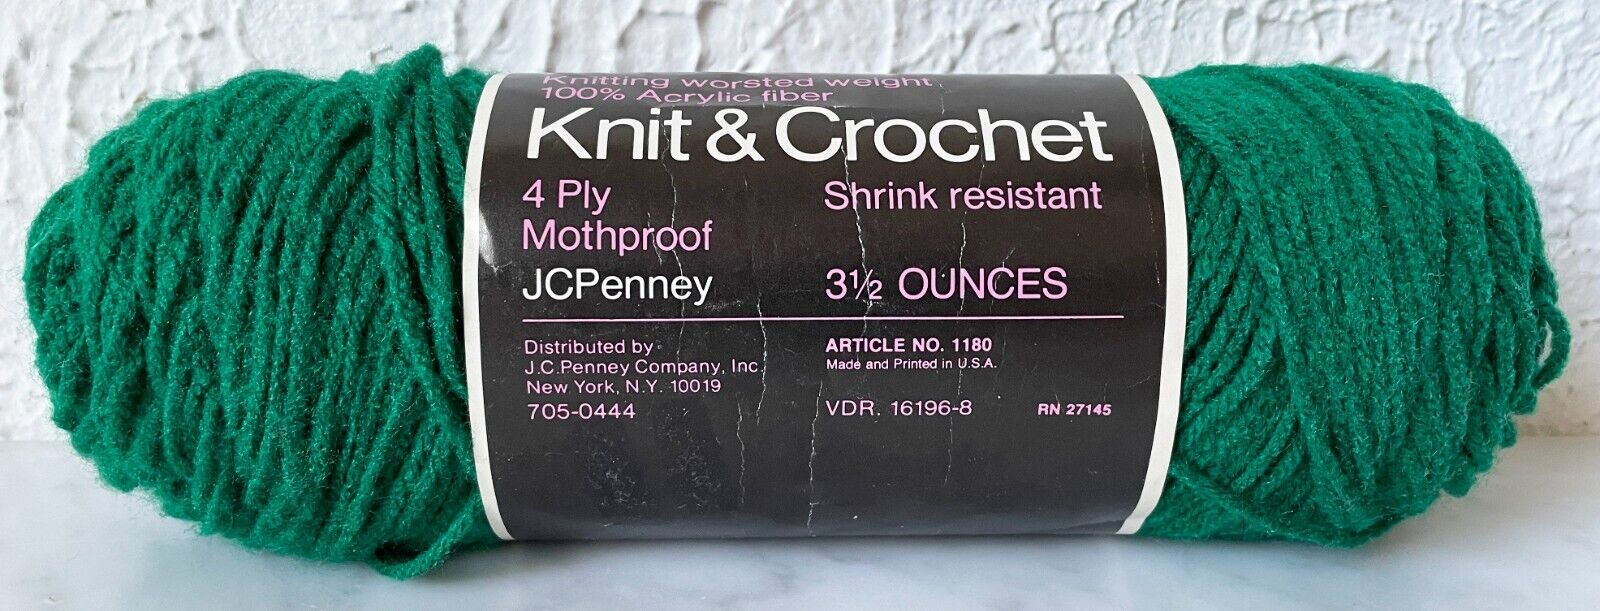 Knitting worsted weight
100% Acrylic fiber
Knit & Crochet
4 Ply
Mothproof
JCPenney
Shrink resistant
3½ OUNCES
Distributed by
J.C.Penney Company, Inc.
New York, N.Y. 10019
705-0444
ARTICLE NO. 1180
Made and Printed in U.S.A.
VDR. 16196-8
RN 27145